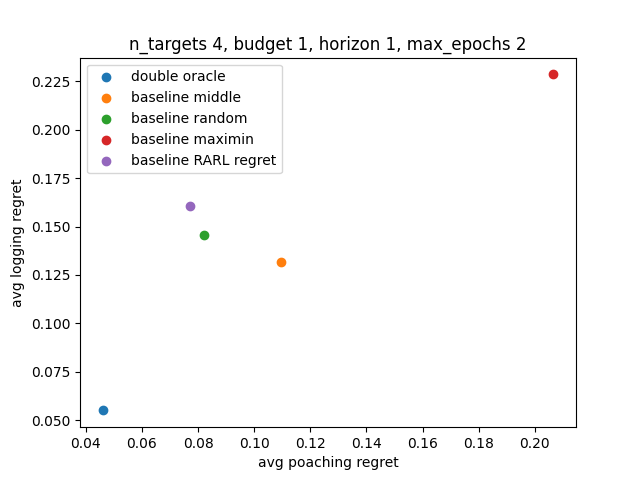 n_targets 4, budget 1, horizon 1, max_epochs 2
double oracle
baseline middle
baseline random
baseline maximin
baseline RARL regret
avg logging regret
0.225
0.200
0.175
0.150
0.125
0.100
0.075
0.050
0.04 0.06 0.08 0.10 0.12 0.14 0.16 0.18 0.20
avg poaching regret